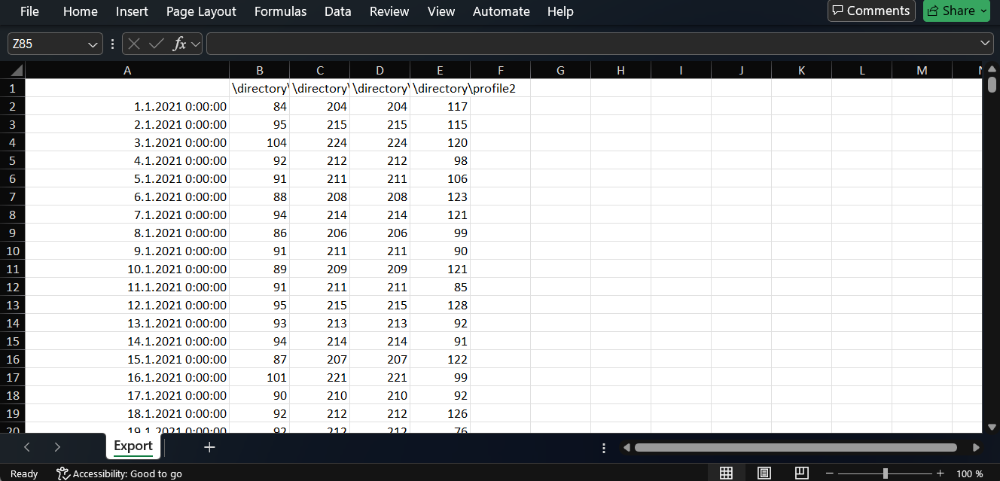 File Home Insert Page Layout Formulas Data Review View Automate Help Comments Share
Z85 fx
A B C D E F G H I J K L M
1 \directory\ \directory\ \directory\ \directory\profile2
2 1.1.2021 0:00:00 84 204 204 117
3 2.1.2021 0:00:00 95 215 215 115
4 3.1.2021 0:00:00 104 224 224 120
5 4.1.2021 0:00:00 92 212 212 98
6 5.1.2021 0:00:00 91 211 211 106
7 6.1.2021 0:00:00 88 208 208 123
8 7.1.2021 0:00:00 94 214 214 121
9 8.1.2021 0:00:00 86 206 206 99
10 9.1.2021 0:00:00 91 211 211 90
11 10.1.2021 0:00:00 89 209 209 121
12 11.1.2021 0:00:00 91 211 211 85
13 12.1.2021 0:00:00 95 215 215 128
14 13.1.2021 0:00:00 93 213 213 92
15 14.1.2021 0:00:00 94 214 214 91
16 15.1.2021 0:00:00 87 207 207 122
17 16.1.2021 0:00:00 101 221 221 99
18 17.1.2021 0:00:00 90 210 210 92
19 18.1.2021 0:00:00 92 212 212 126
20 19.1.2021 0:00:00 92 212 212 76
Export
Ready Accessibility: Good to go 100 %